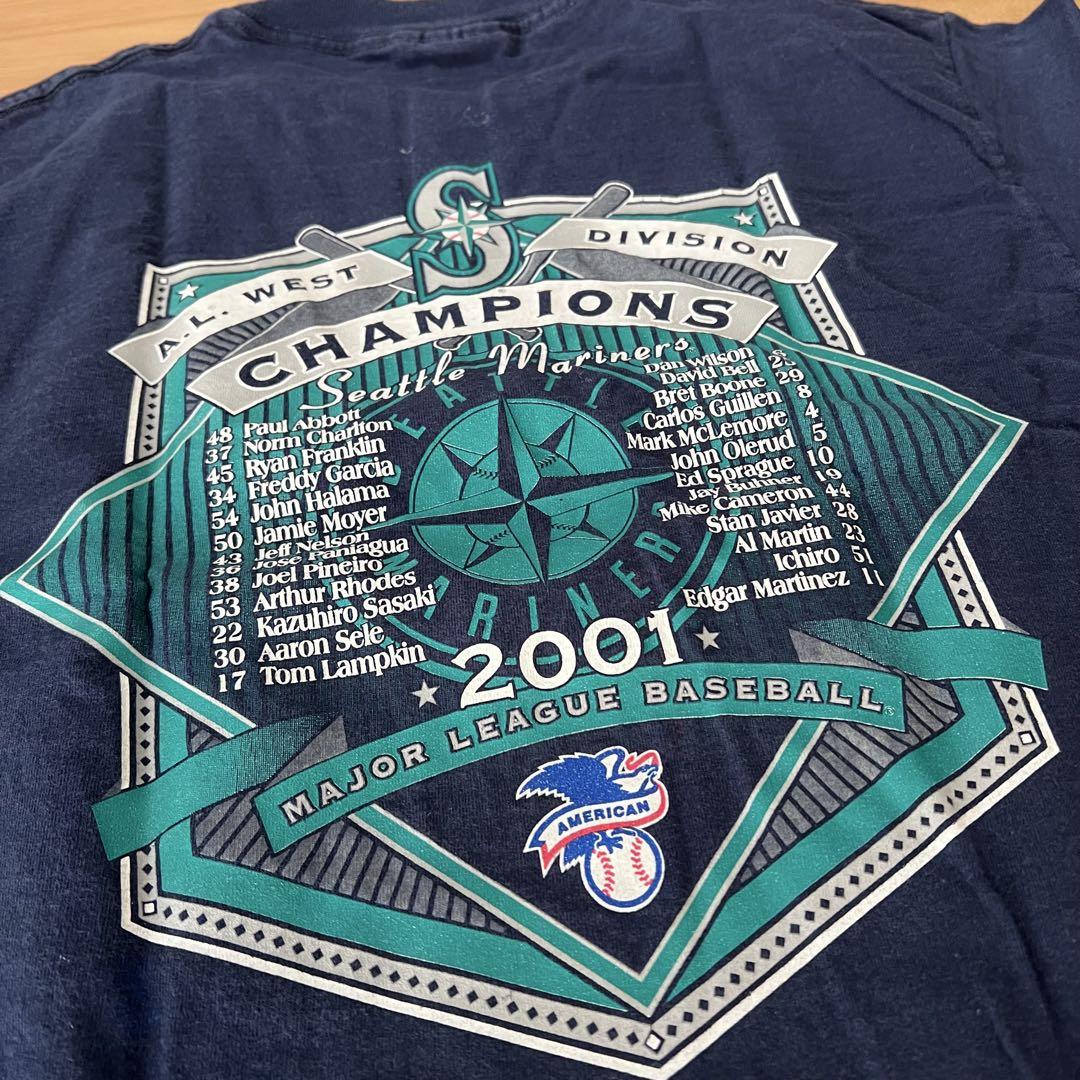 S
A.L. WEST DIVISION
CHAMPIONS
Seattle Mariners
48 Paul Abbott
37 Norm Charlton
45 Ryan Franklin
34 Freddy Garcia
54 John Halama
50 Jamie Moyer
43 Jeff Nelson
36 Jose Paniagua
38 Joel Pineiro
53 Arthur Rhodes
22 Kazuhiro Sasaki
30 Aaron Sele
17 Tom Lampkin
Dan Wilson 6
David Bell 25
Bret Boone 29
Carlos Guillen 8
Mark McLemore 4
John Olerud 5
Ed Sprague 10
Jay Buhner 19
Mike Cameron 44
Stan Javier 28
Al Martin 23
Ichiro 51
Edgar Martinez 11
SEATTLE
MARINERS
2001
MAJOR LEAGUE BASEBALL
AMERICAN